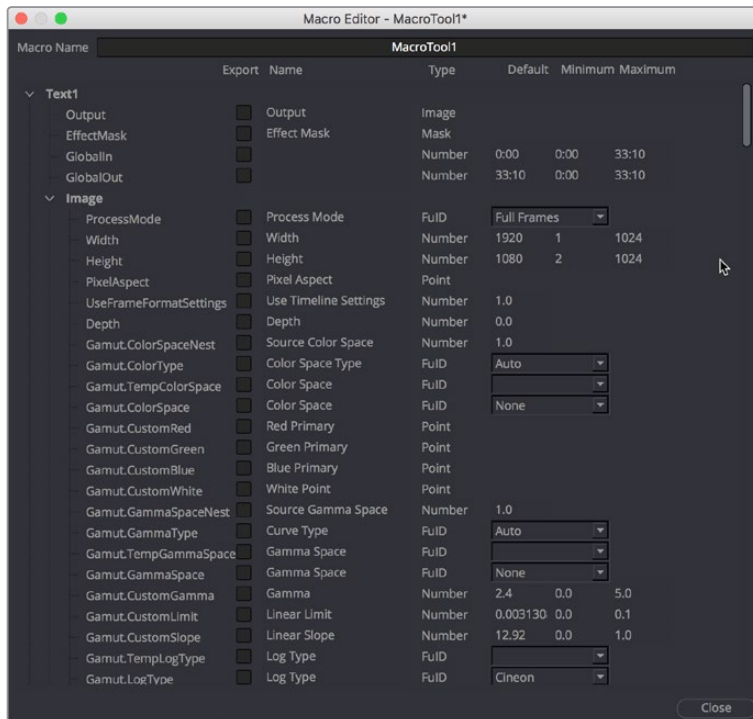 Macro Editor - MacroTool1*
Macro Name MacroTool1
Export Name Type Default Minimum Maximum
Text1
Output Output Image
EffectMask Effect Mask Mask
GlobalIn Number 0:00 0:00 33:10
GlobalOut Number 33:10 0:00 33:10
Image
ProcessMode Process Mode FuID Full Frames
Width Width Number 1920 1 1024
Height Height Number 1080 2 1024
PixelAspect Pixel Aspect Point
UseFrameFormatSettings Use Timeline Settings Number 1.0
Depth Depth Number 0.0
Gamut.ColorSpaceNest Source Color Space Number 1.0
Gamut.ColorType Color Space Type FuID Auto
Gamut.TempColorSpace Color Space FuID
Gamut.ColorSpace Color Space FuID None
Gamut.CustomRed Red Primary Point
Gamut.CustomGreen Green Primary Point
Gamut.CustomBlue Blue Primary Point
Gamut.CustomWhite White Point Point
Gamut.GammaSpaceNest Source Gamma Space Number 1.0
Gamut.GammaType Curve Type FuID Auto
Gamut.TempGammaSpace Gamma Space FuID
Gamut.GammaSpace Gamma Space FuID None
Gamut.CustomGamma Gamma Number 2.4 0.0 5.0
Gamut.CustomLimit Linear Limit Number 0.003130 0.0 0.1
Gamut.CustomSlope Linear Slope Number 12.92 0.0 1.0
Gamut.TempLogType Log Type FuID
Gamut.LogType Log Type FuID Cineon
Close